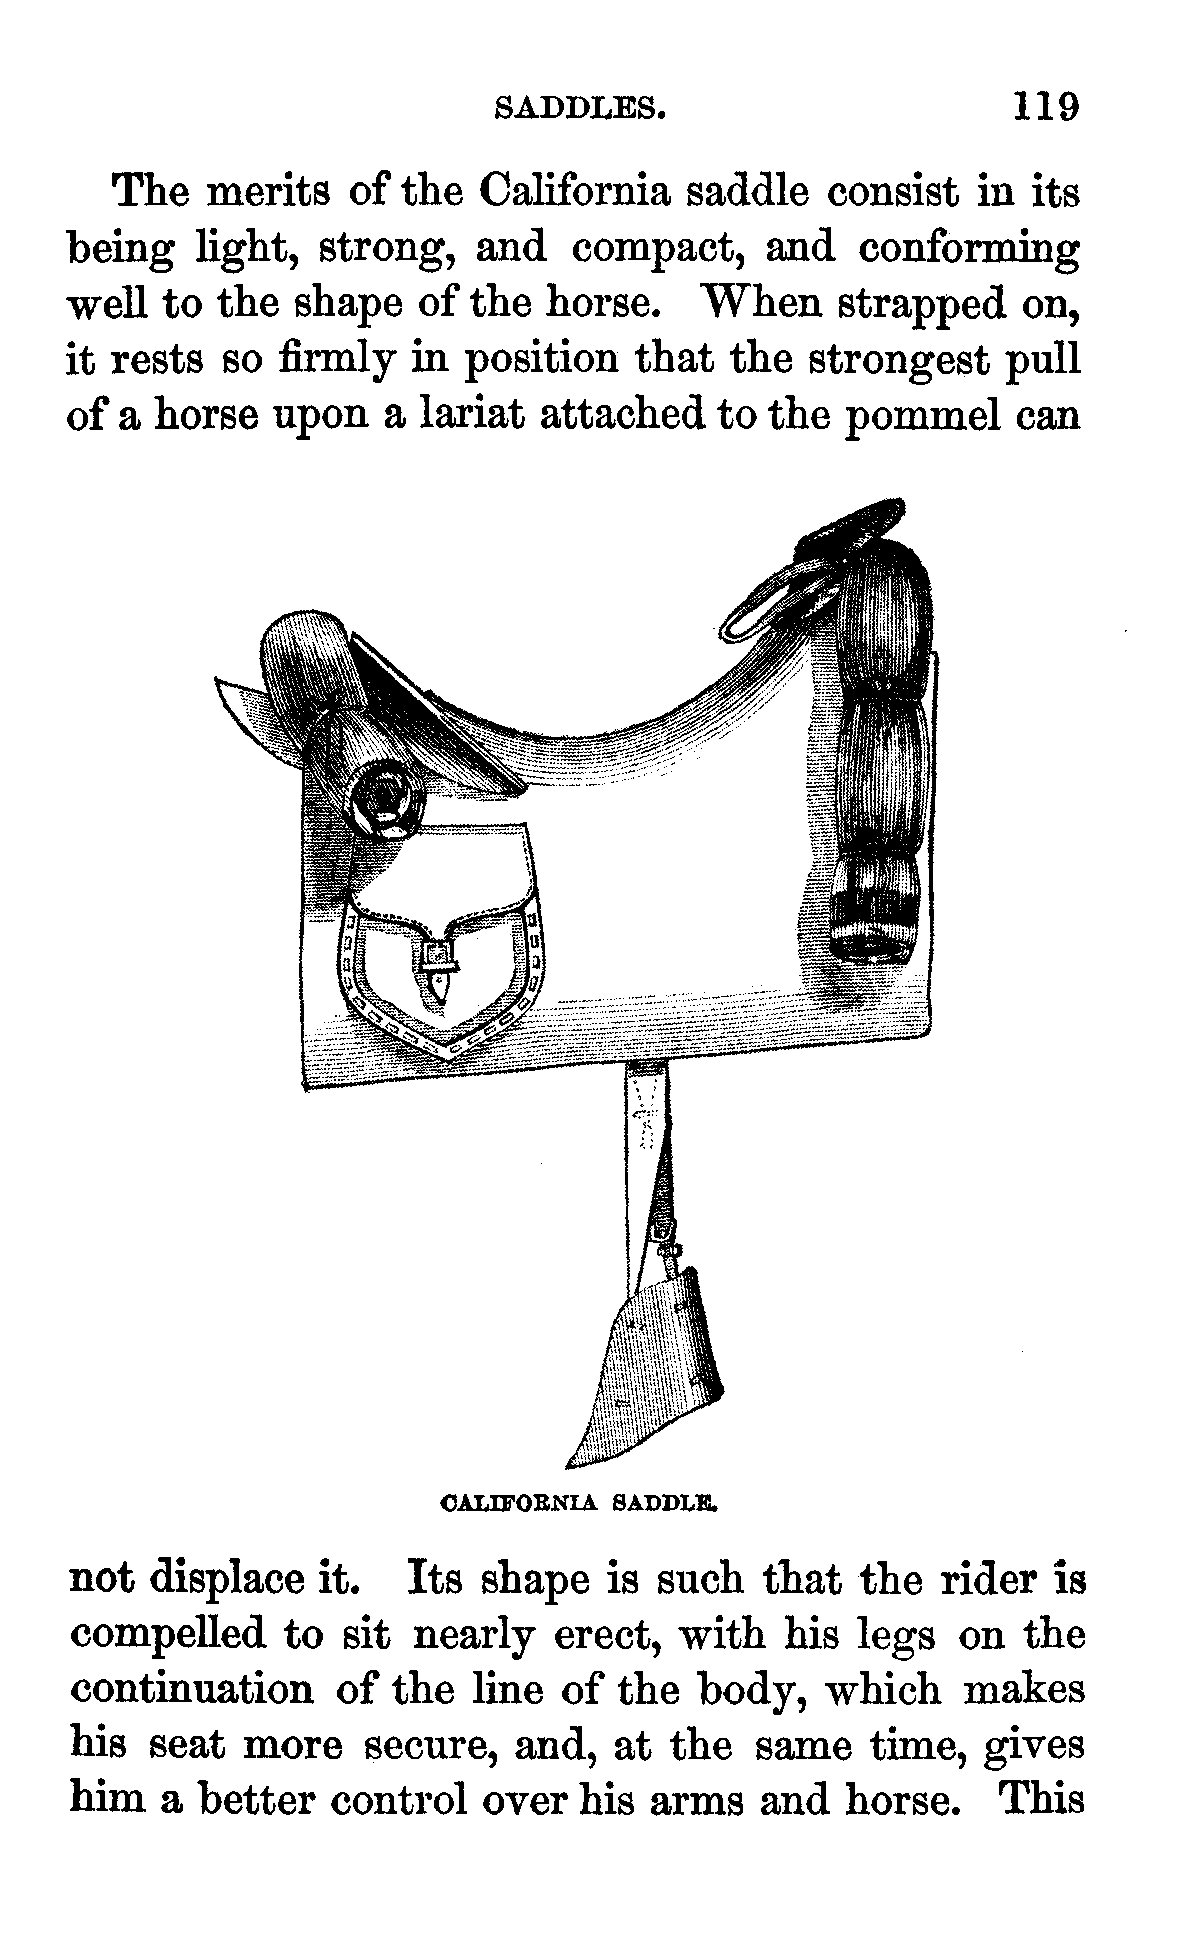 SADDLES. 119
The merits of the California saddle consist in its
being light, strong, and compact, and conforming
well to the shape of the horse. When strapped on,
it rests so firmly in position that the strongest pull
of a horse upon a lariat attached to the pommel can
CALIFORNIA SADDLE.
not displace it. Its shape is such that the rider is
compelled to sit nearly erect, with his legs on the
continuation of the line of the body, which makes
his seat more secure, and, at the same time, gives
him a better control over his arms and horse. This